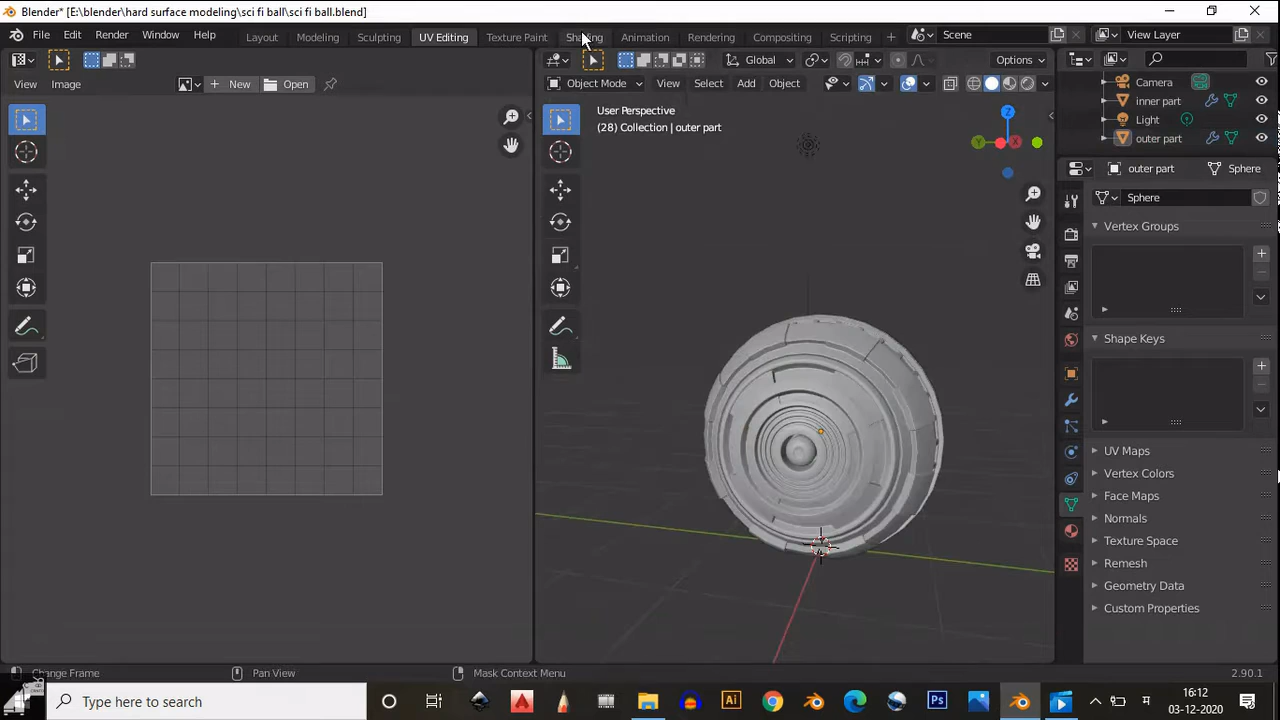 Blender* [E:\blender\hard surface modeling\sci fi ball\sci fi ball.blend]
File Edit Render Window Help Layout Modeling Sculpting UV Editing Texture Paint Shading Animation Rendering Compositing Scripting + Scene View Layer
Global Options
View Image + New Open Object Mode View Select Add Object
Camera
inner part
Light
outer part
User Perspective
(28) Collection | outer part
Z
Y X
outer part Sphere
Sphere
Vertex Groups
Shape Keys
UV Maps
Vertex Colors
Face Maps
Normals
Texture Space
Remesh
Geometry Data
Custom Properties
Change Frame Pan View Mask Context Menu 2.90.1
Type here to search Ai Ps 16:12
03-12-2020